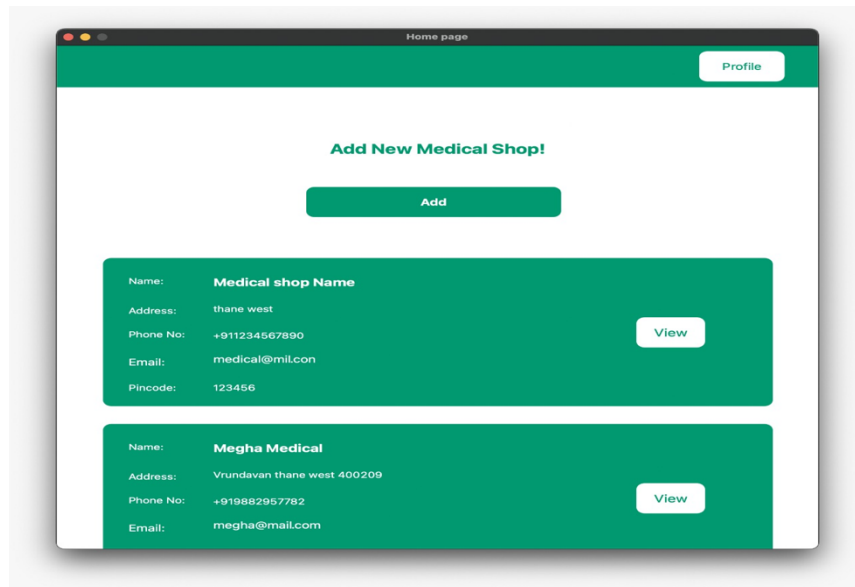 Home page
Profile
Add New Medical Shop!
Add
Name: Medical shop Name
Address: thane west
Phone No: +911234567890
View
Email: medical@mil.con
Pincode: 123456
Name: Megha Medical
Address: Vrundavan thane west 400209
Phone No: +919882957782
View
Email: megha@mail.com